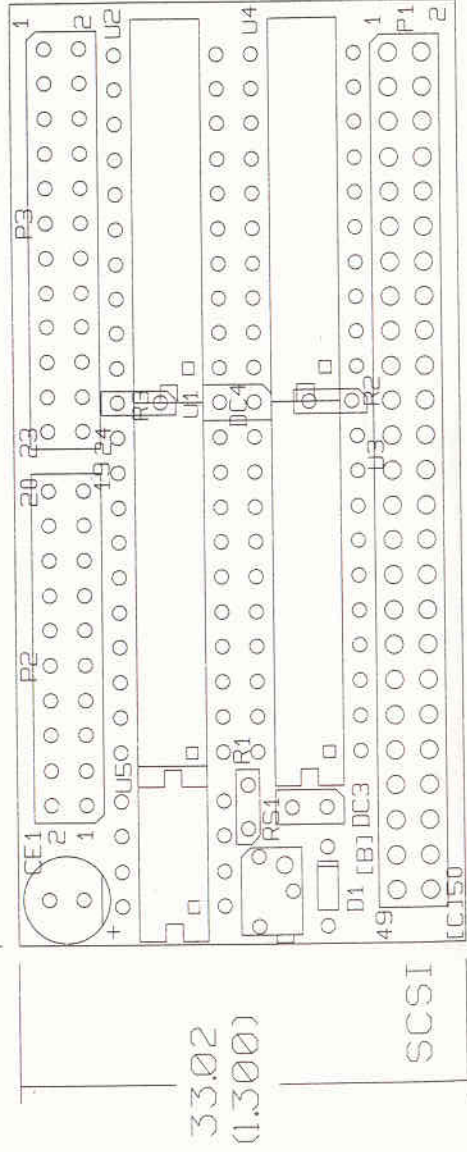 1
2
U2
U4
1
P1
2
P3
R3
U1
DC4
R2
U3
23
24
20
19
P2
CE1
2
1
U5
+
R1
RS1
D1
[B]
DC3
49
[C]50
33.02
(1.300)
SCSI